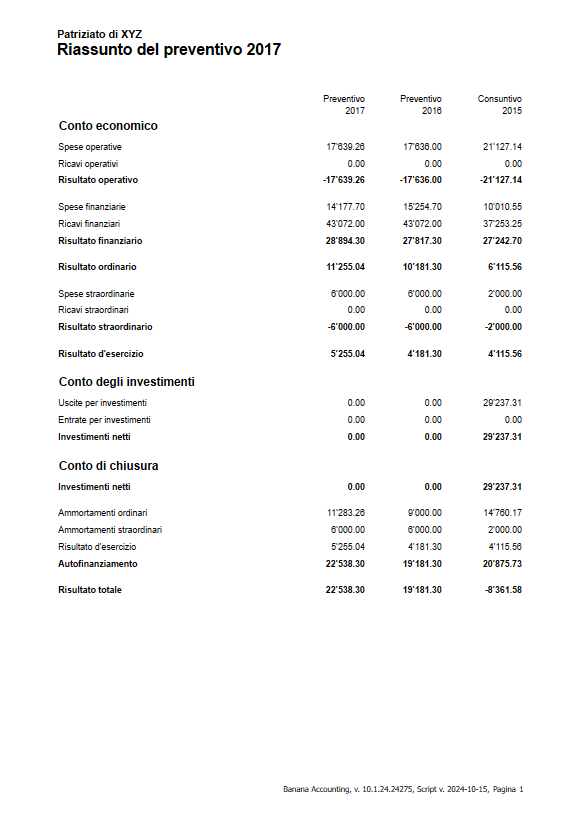 Patriziato di XYZ
Riassunto del preventivo 2017
Preventivo Preventivo Consuntivo
2017 2016 2015
Conto economico
Spese operative 17'639.26 17'636.00 21'127.14
Ricavi operativi 0.00 0.00 0.00
Risultato operativo -17'639.26 -17'636.00 -21'127.14
Spese finanziarie 14'177.70 15'254.70 10'010.55
Ricavi finanziari 43'072.00 43'072.00 37'253.25
Risultato finanziario 28'894.30 27'817.30 27'242.70
Risultato ordinario 11'255.04 10'181.30 6'115.56
Spese straordinarie 6'000.00 6'000.00 2'000.00
Ricavi straordinari 0.00 0.00 0.00
Risultato straordinario -6'000.00 -6'000.00 -2'000.00
Risultato d'esercizio 5'255.04 4'181.30 4'115.56
Conto degli investimenti
Uscite per investimenti 0.00 0.00 29'237.31
Entrate per investimenti 0.00 0.00 0.00
Investimenti netti 0.00 0.00 29'237.31
Conto di chiusura
Investimenti netti 0.00 0.00 29'237.31
Ammortamenti ordinari 11'283.26 9'000.00 14'760.17
Ammortamenti straordinari 6'000.00 6'000.00 2'000.00
Risultato d'esercizio 5'255.04 4'181.30 4'115.56
Autofinanziamento 22'538.30 19'181.30 20'875.73
Risultato totale 22'538.30 19'181.30 -8'361.58
Banana Accounting, v. 10.1.24.24275, Script v. 2024-10-15, Pagina 1